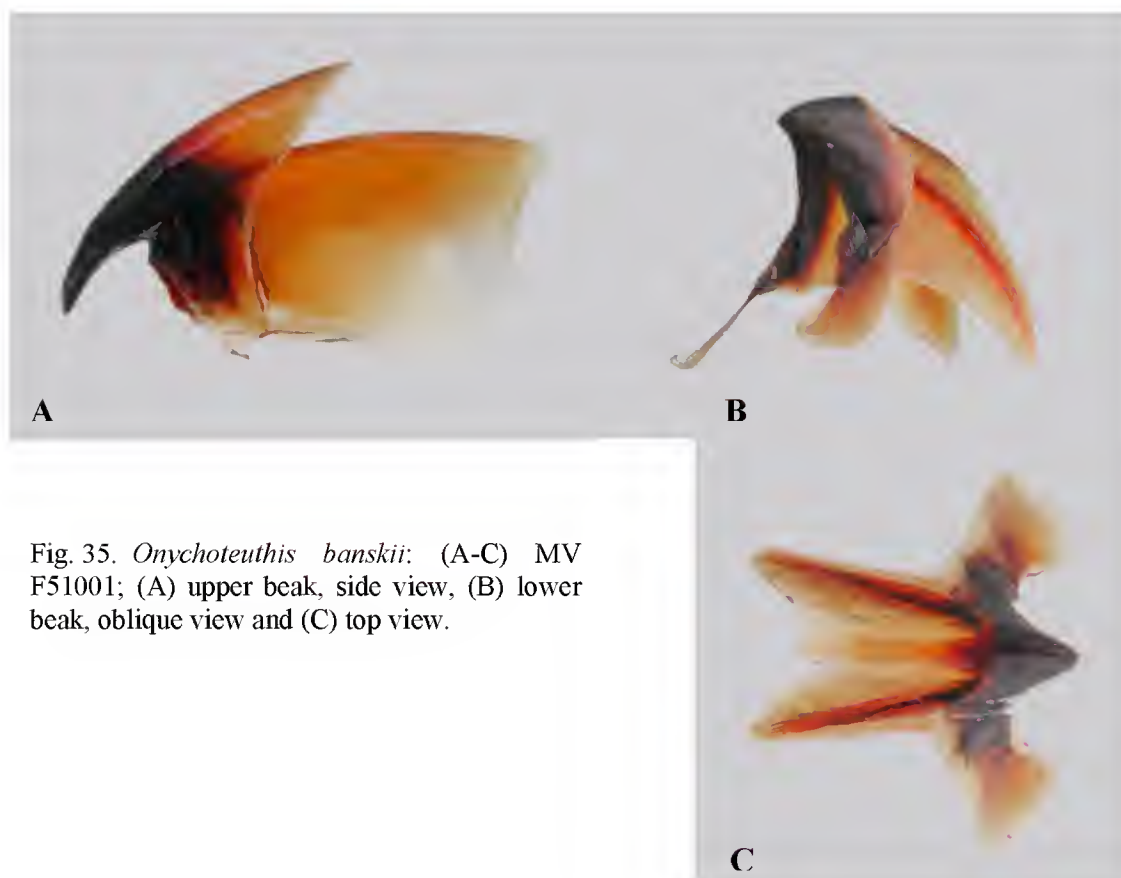 A
B
Fig. 35. Onychoteuthis banskii: (A-C) MV
F51001; (A) upper beak, side view, (B) lower
beak, oblique view and (C) top view.
C